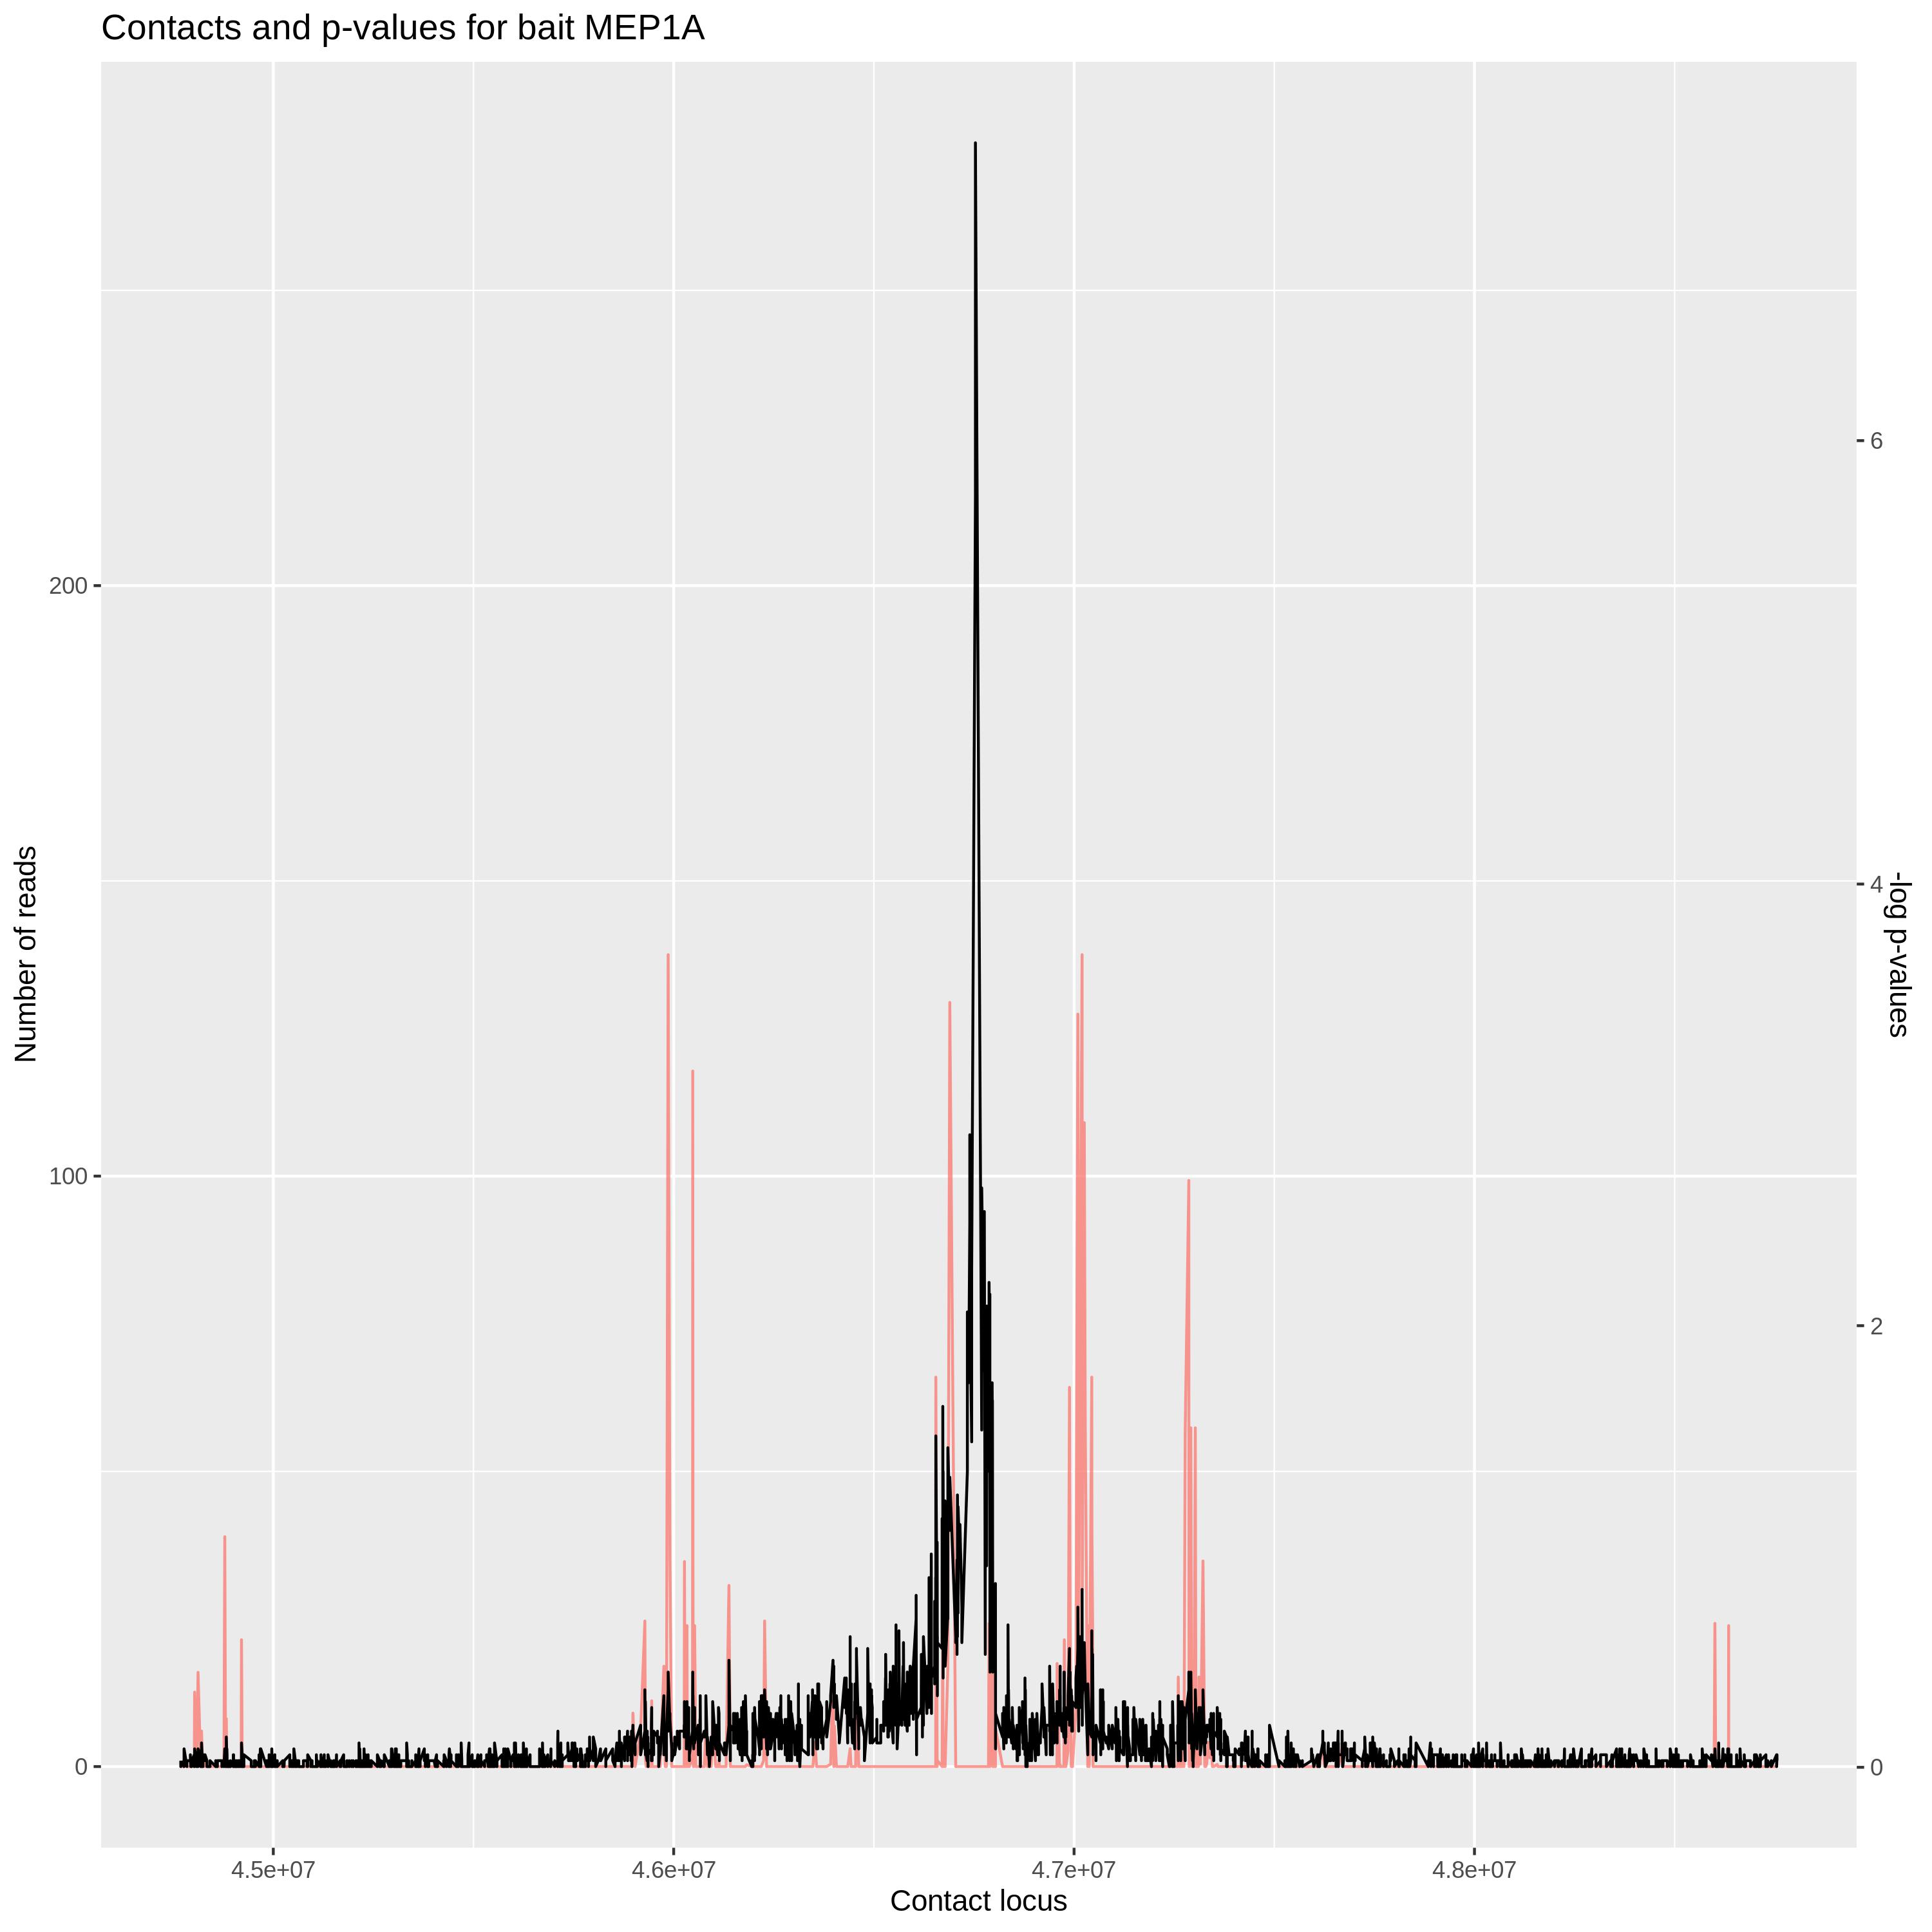 Contacts and p-values for bait MEP1A
Number of reads
200
100
0
6
4
2
0
-log p-values
4.5e+07
4.6e+07
4.7e+07
4.8e+07
Contact locus